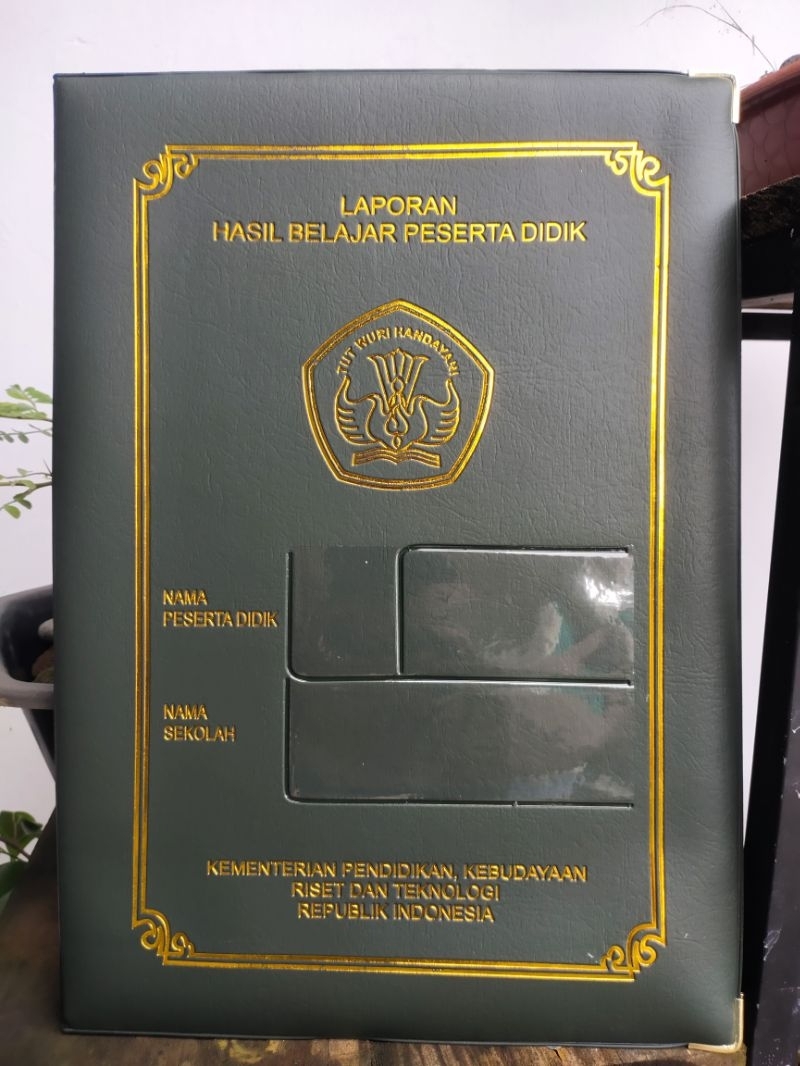 LAPORAN
HASIL BELAJAR PESERTA DIDIK
TUT WURI HANDAYANI
NAMA
PESERTA DIDIK
NAMA
SEKOLAH
KEMENTERIAN PENDIDIKAN, KEBUDAYAAN
RISET DAN TEKNOLOGI
REPUBLIK INDONESIA